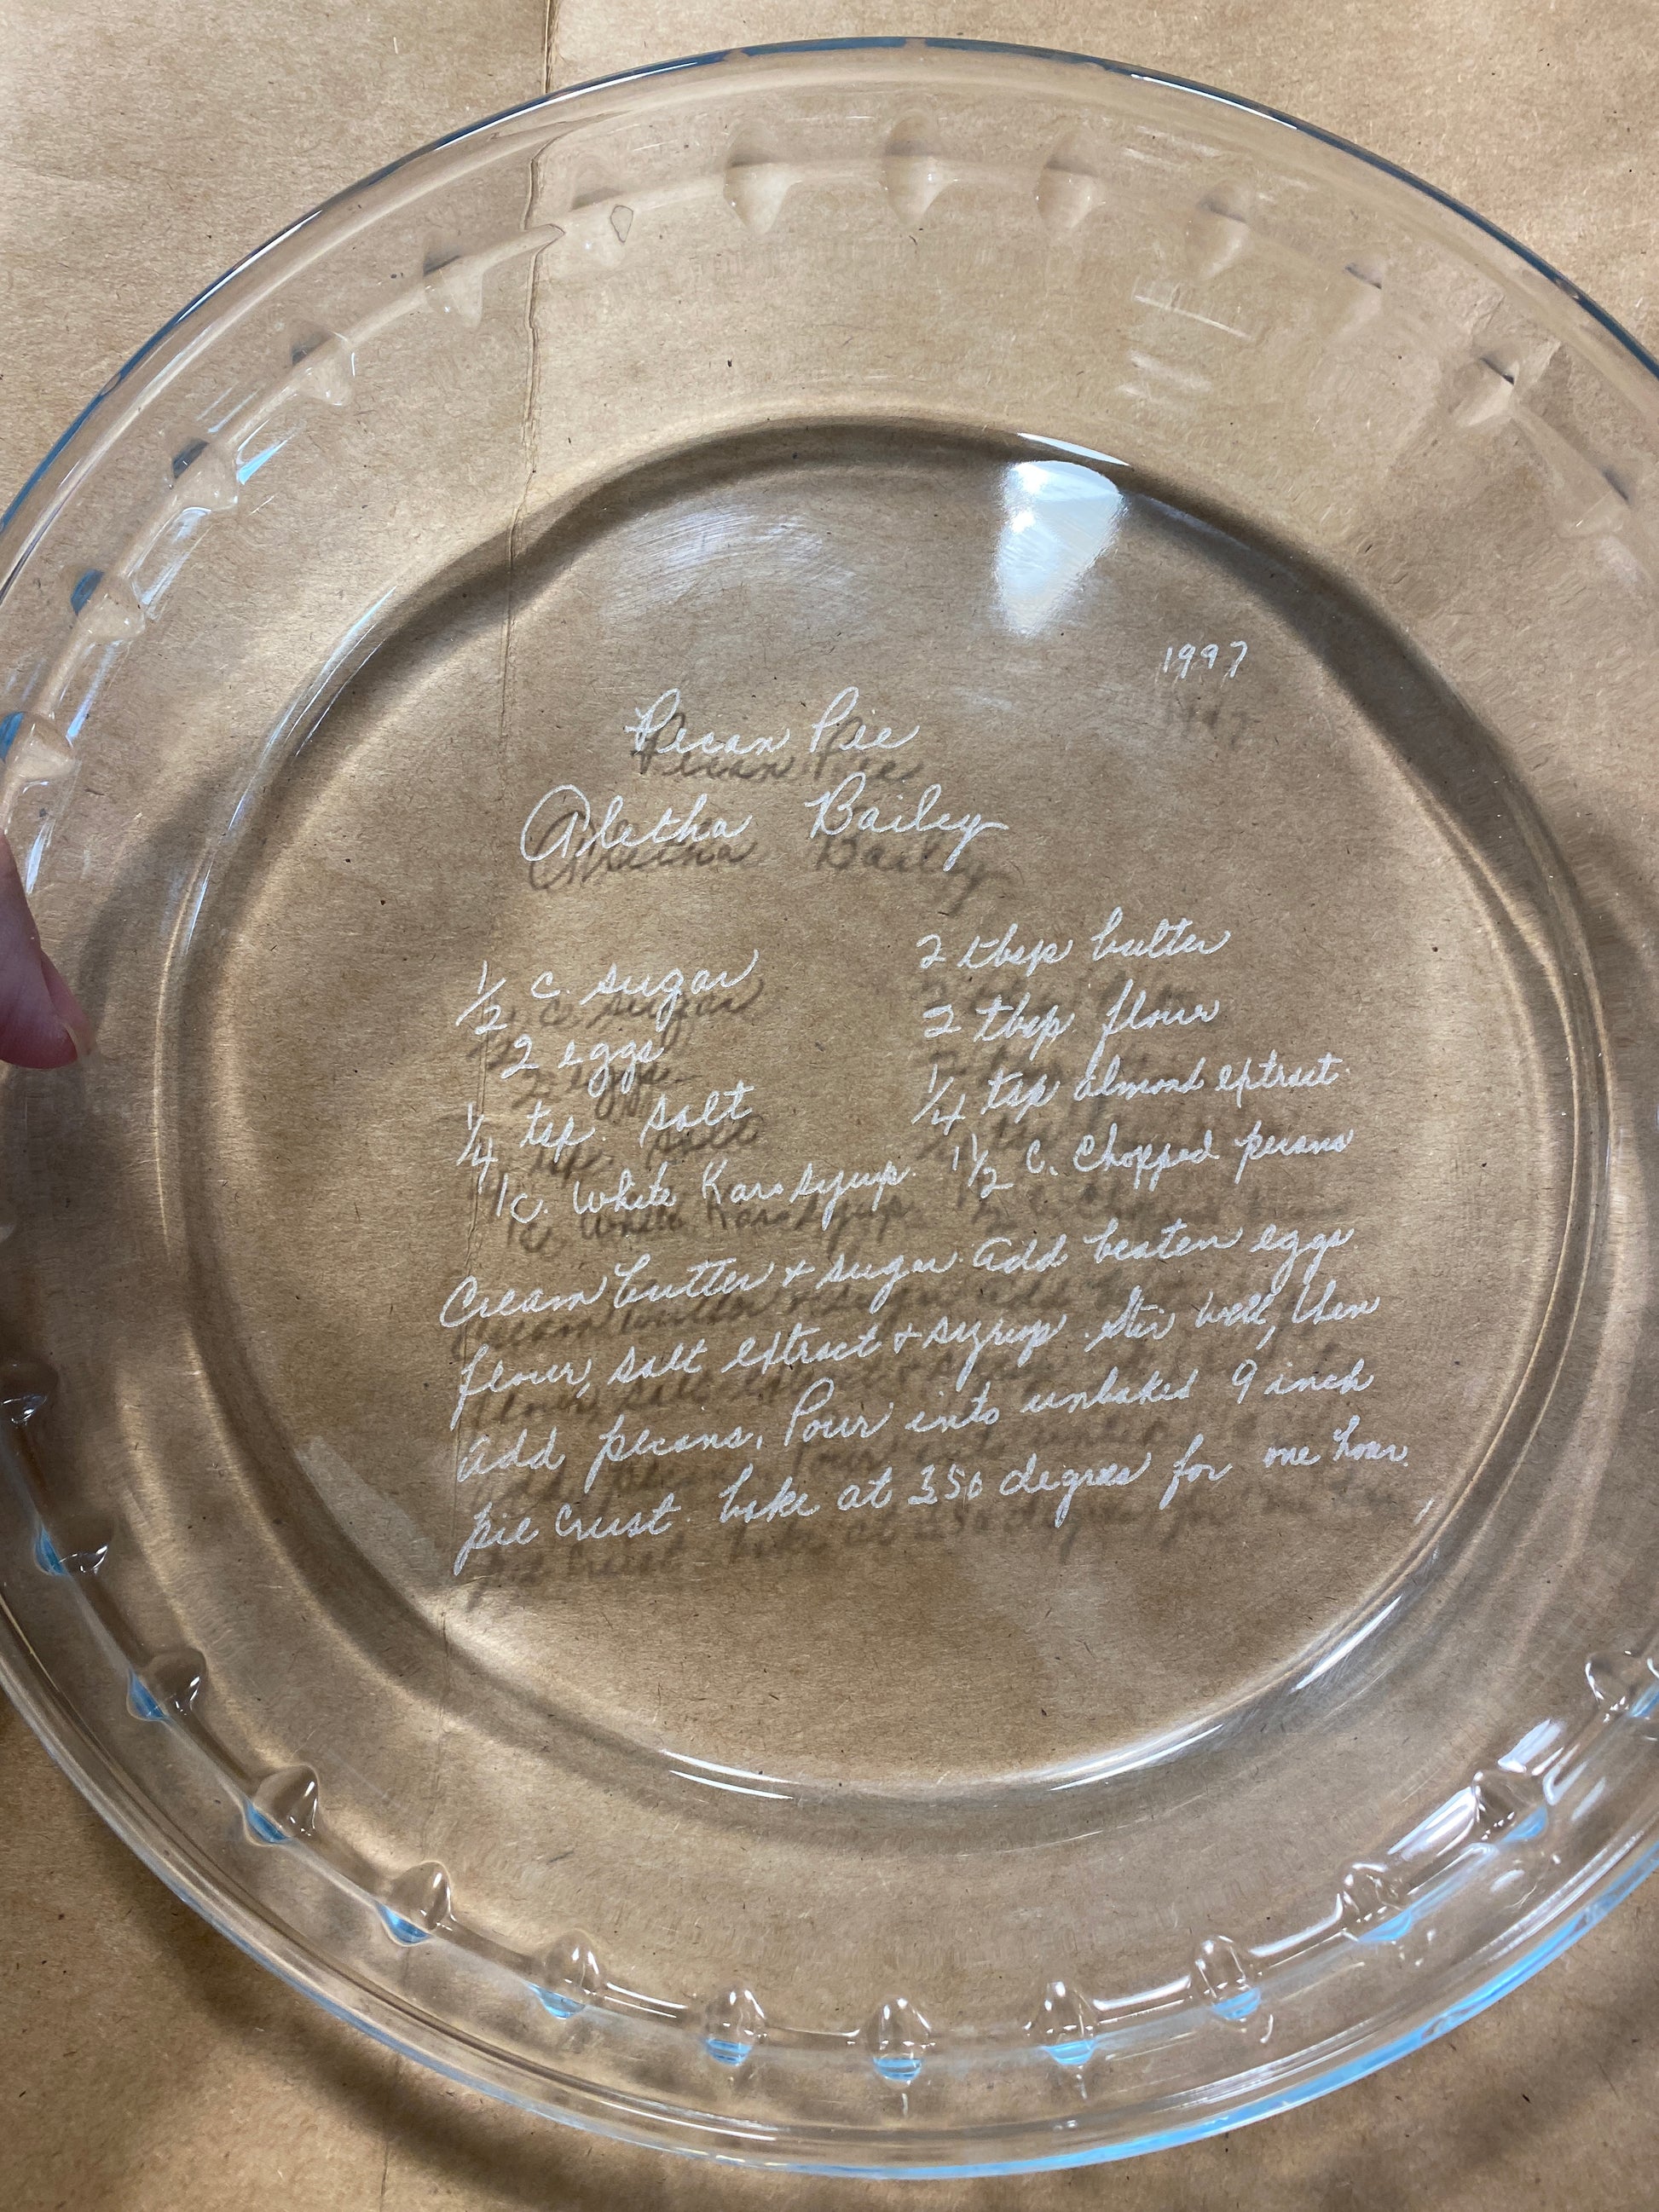 1997
Pecan Pie
Aletha Bailey
1/2 c. sugar
2 eggs
1/4 tsp. salt
1 c. White Karo syrup.
2 tbsp butter
2 tbsp flour
1/4 tsp almond extract
1 1/2 C. Chopped pecans
Cream butter + sugar. Add beaten eggs
flour, salt extract + syrup. Stir well, then
add pecans. Pour into unbaked 9 inch
pie crust. bake at 350 degrees for one hour.